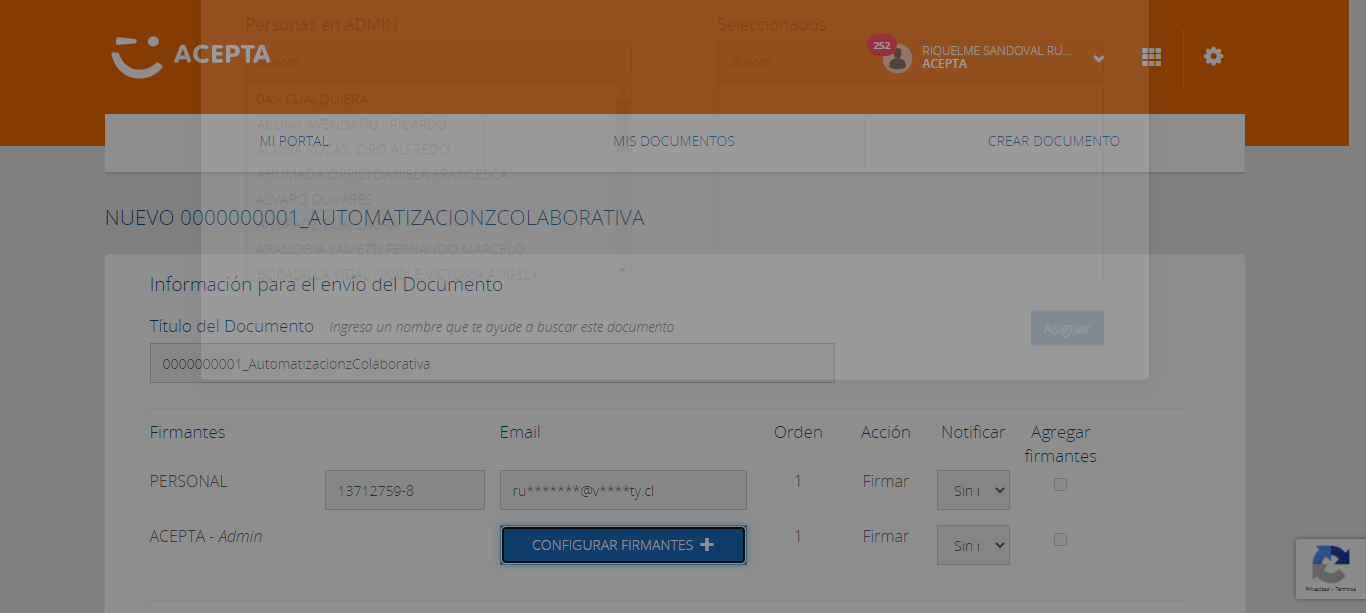 Personas en ADMIN
Seleccionados
ACEPTA
Buscar
Buscar
252
RIQUELME SANDOVAL RU...
ACEPTA
0A - CUALQUIERA
ACUÑA AVENDAÑO , RICARDO
MI PORTAL
MIS DOCUMENTOS
CREAR DOCUMENTO
ACUÑA ROZAS, CIRO ALFREDO
AHUMADA OPPICI DANIELA FRANCESCA
ALVARO OLIVARES
NUEVO 0000000001_AUTOMATIZACIONZCOLABORATIVA
ARANCIBIA YAMETTI FERNANDO MARCELO
BOBADILLA VIDAL NICOLE VICTORIA ANGELY
Información para el envío del Documento
Título del Documento Ingresa un nombre que te ayude a buscar este documento
Asignar
0000000001_AutomatizacionzColaborativa
Firmantes Email Orden Acción Notificar Agregar firmantes
PERSONAL 13712759-8 ru*******@v****ty.cl 1 Firmar Sin
ACEPTA - Admin CONFIGURAR FIRMANTES 1 Firmar Sin
Privacidad - Términos